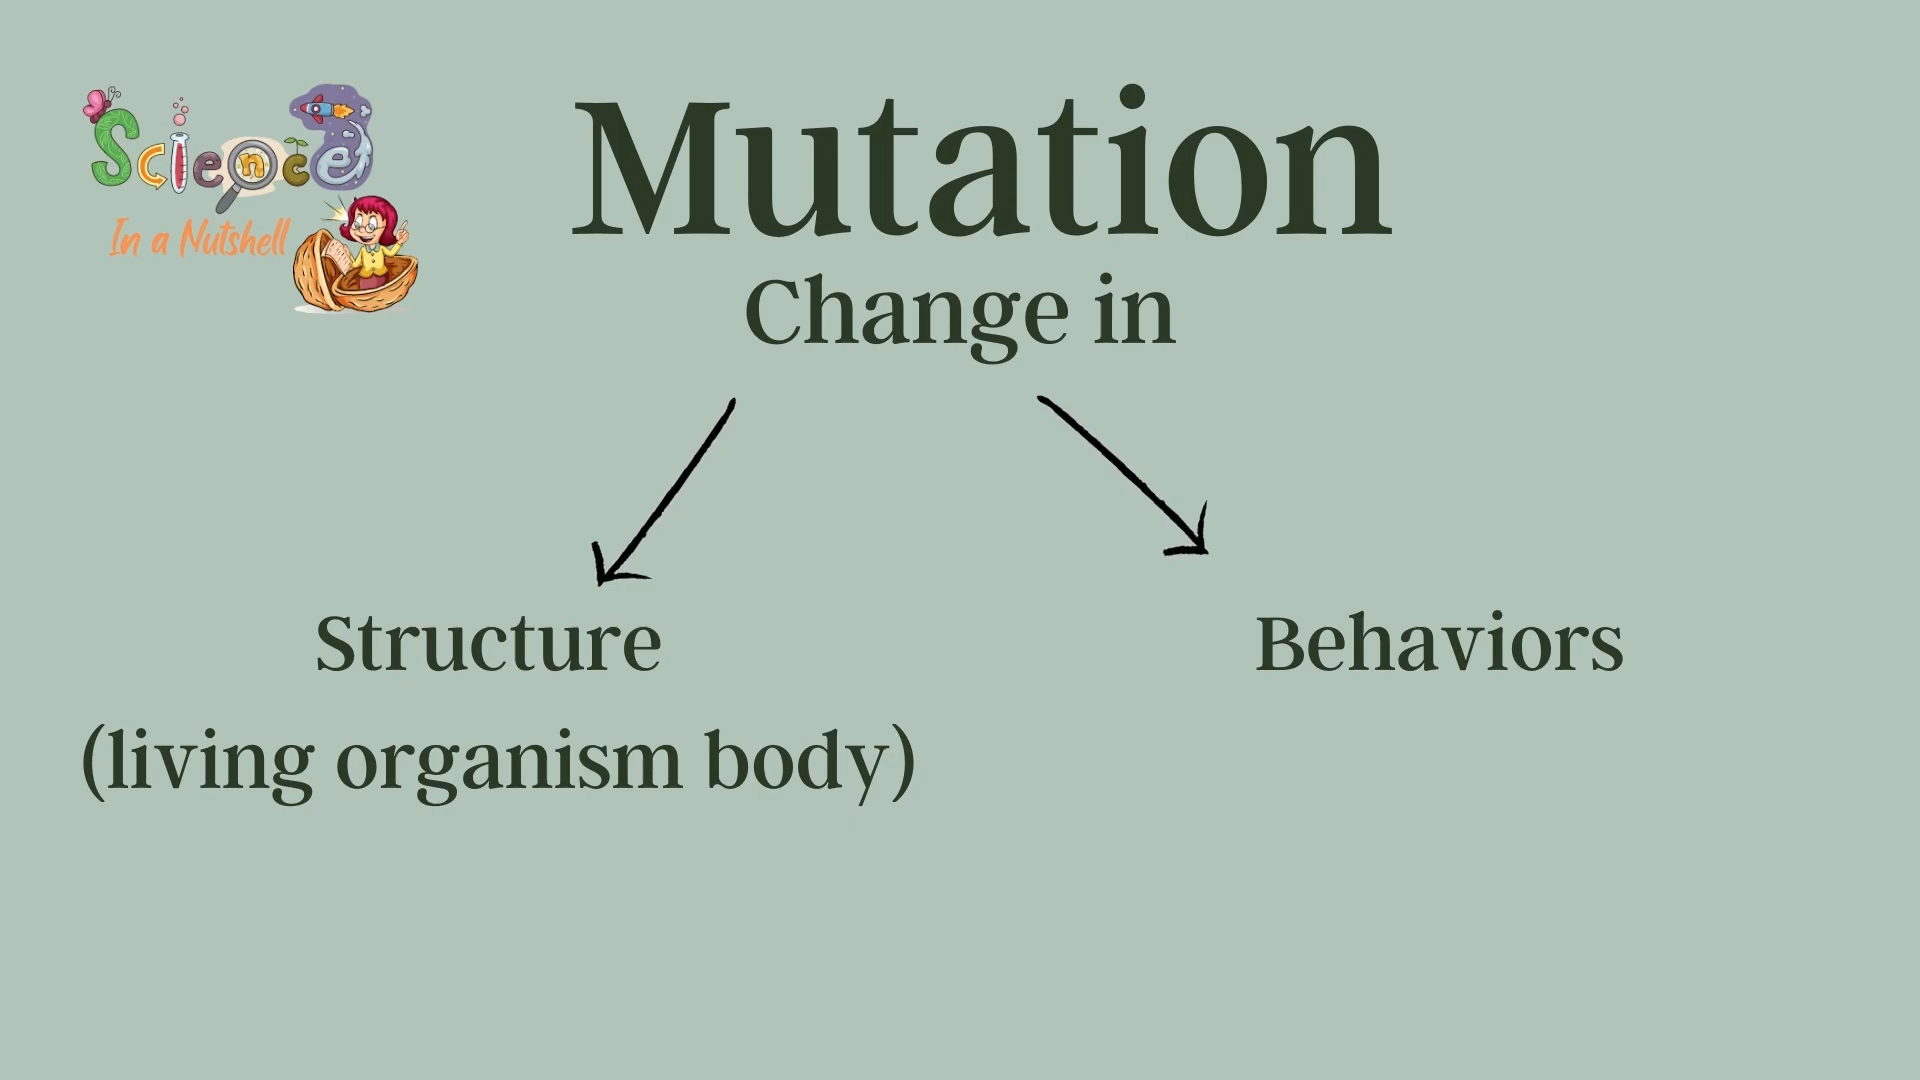 Science
In a Nutshell
Mutation
Change in
Structure
Behaviors
(living organism body)